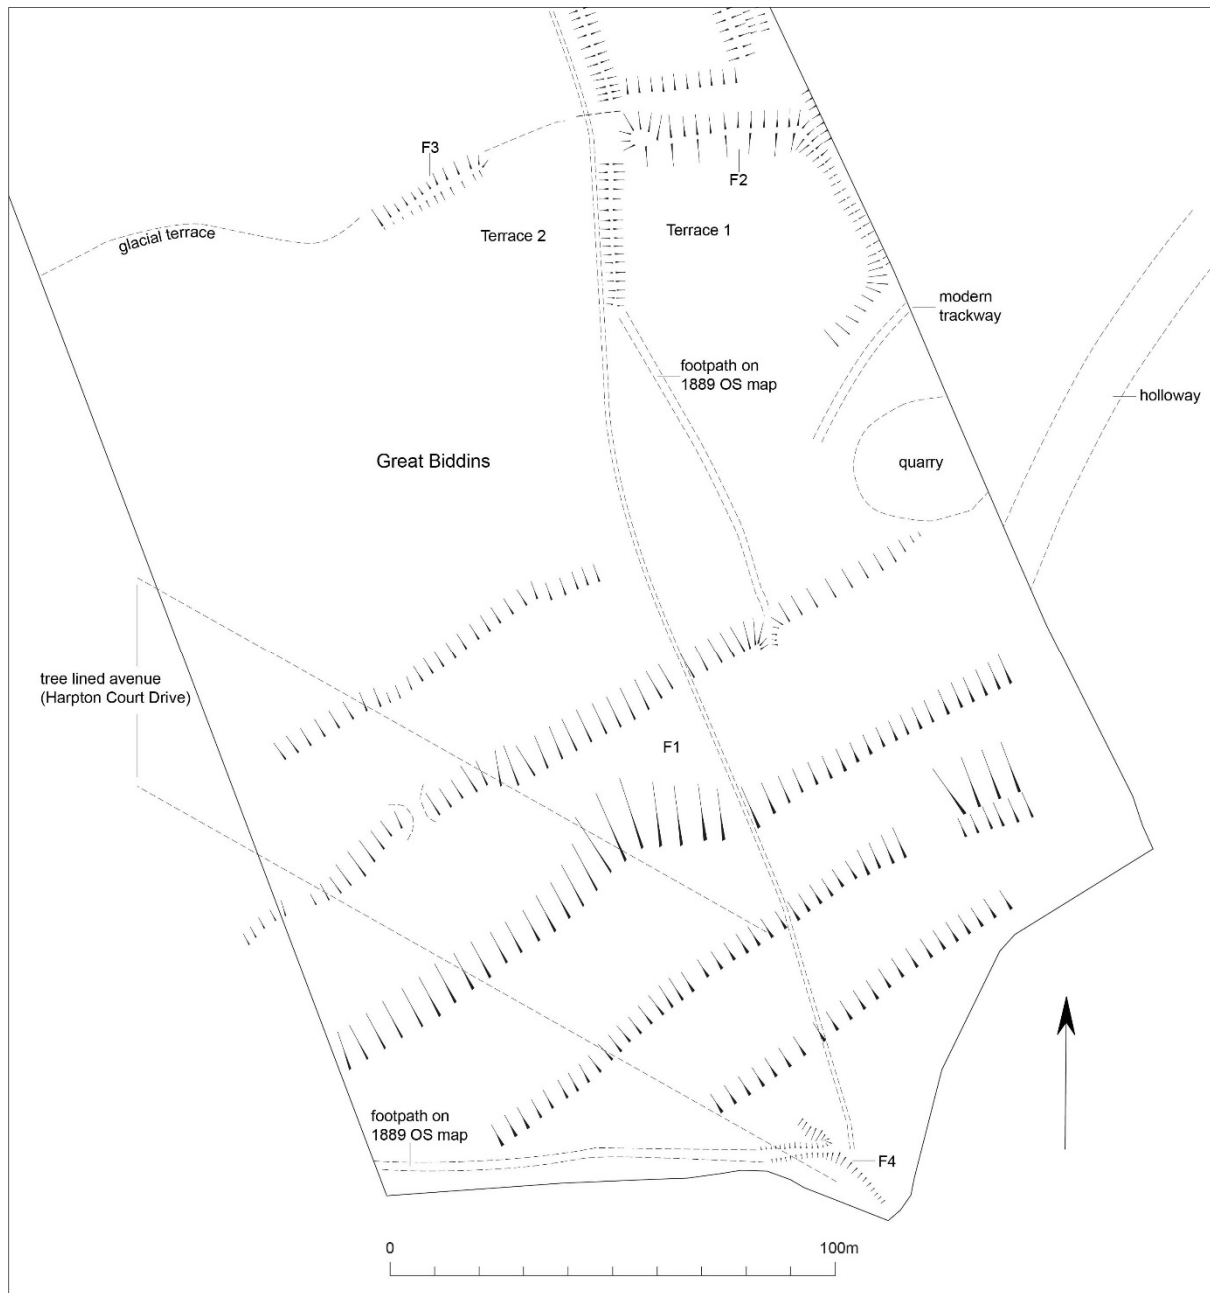 F3
F2
glacial terrace
Terrace 2
Terrace 1
modern
trackway
footpath on
1889 OS map
holloway
Great Biddins
quarry
tree lined avenue
(Harpton Court Drive)
F1
footpath on
1889 OS map
F4
0
100m